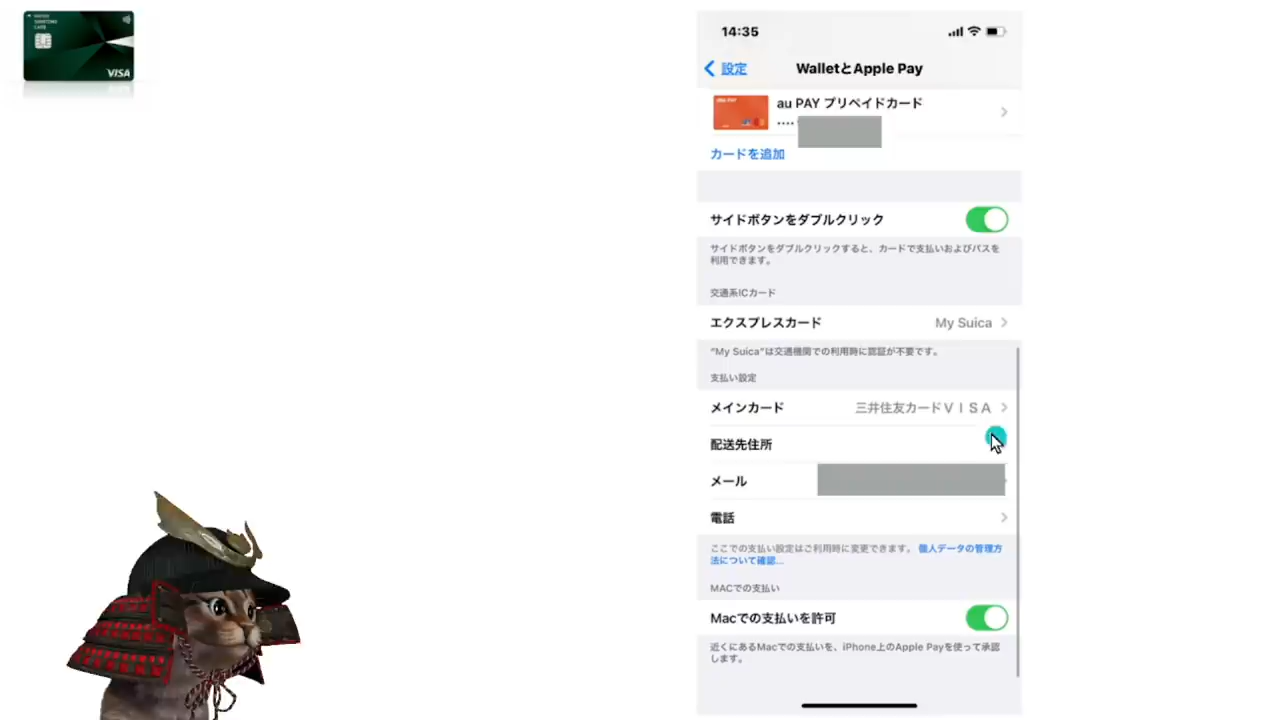 VISA
14:35
設定
WalletとApple Pay
au PAY プリペイドカード
カードを追加
サイドボタンをダブルクリック
サイドボタンをダブルクリックすると、カードで支払いおよびパスを
利用できます。
交通系ICカード
エクスプレスカード My Suica
"My Suica"は交通機関での利用時に認証が不要です。
支払い設定
メインカード 三井住友カードVISA
配送先住所
メール
電話
ここでの支払い設定はご利用時に変更できます。個人データの管理方
法について確認...
MACでの支払い
Macでの支払いを許可
近くにあるMacでの支払いを、iPhone上のApple Payを使って承認
します。